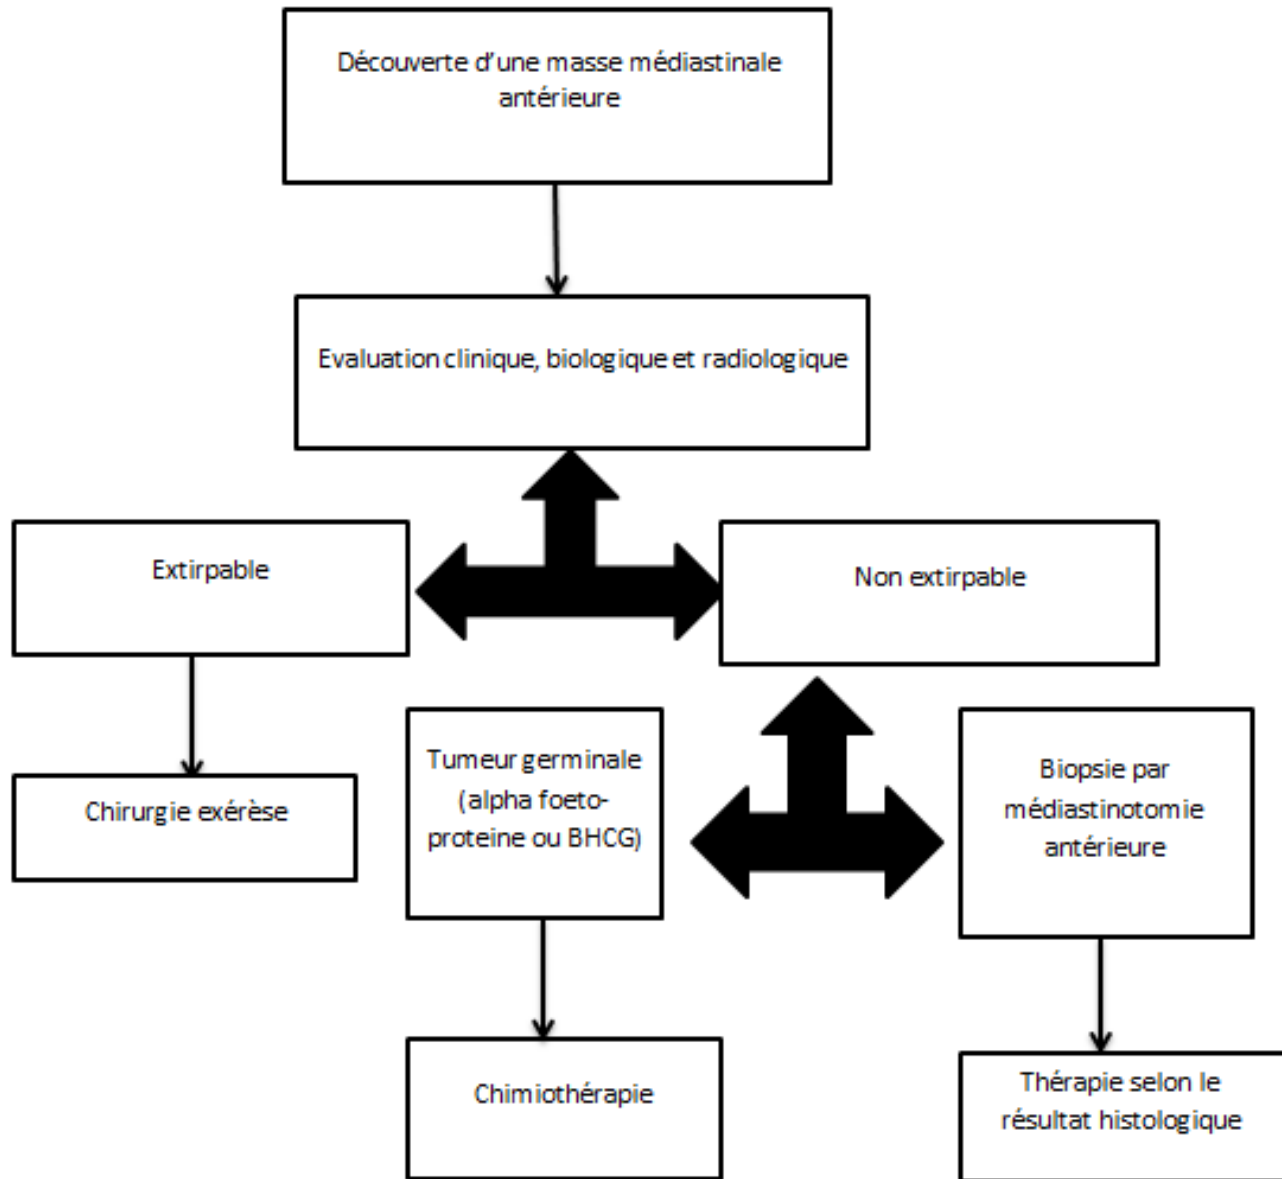 Découverte d'une masse médiastinale
antérieure
Evaluation clinique, biologique et radiologique
Extirpable
Non extirpable
Chirurgie exérèse
Tumeur germinale
(alpha foeto-
proteine ou BHCG)
Biopsie par
médiastinotomie
antérieure
Chimiothérapie
Thérapie selon le
résultat histologique